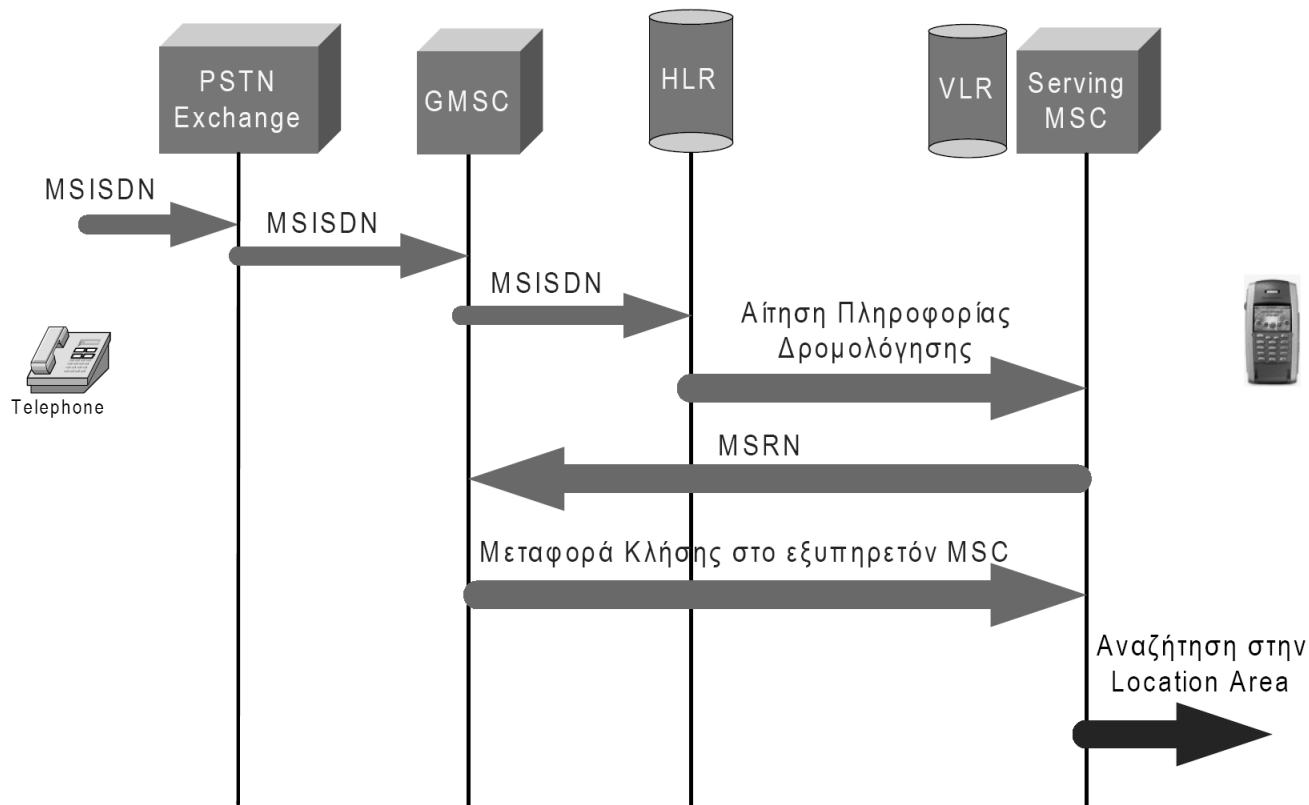 PSTN
Exchange
GMSC
HLR
VLR
Serving
MSC
MSISDN
MSISDN
MSISDN
Αίτηση Πληροφορίας
Δρομολόγησης
Telephone
MSRN
Μεταφορά Κλήσης στο εξυπηρετόν MSC
Αναζήτηση στην
Location Area